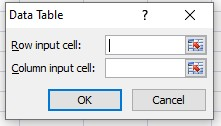 Data Table ? ×
Row input cell:
Column input cell:
OK Cancel